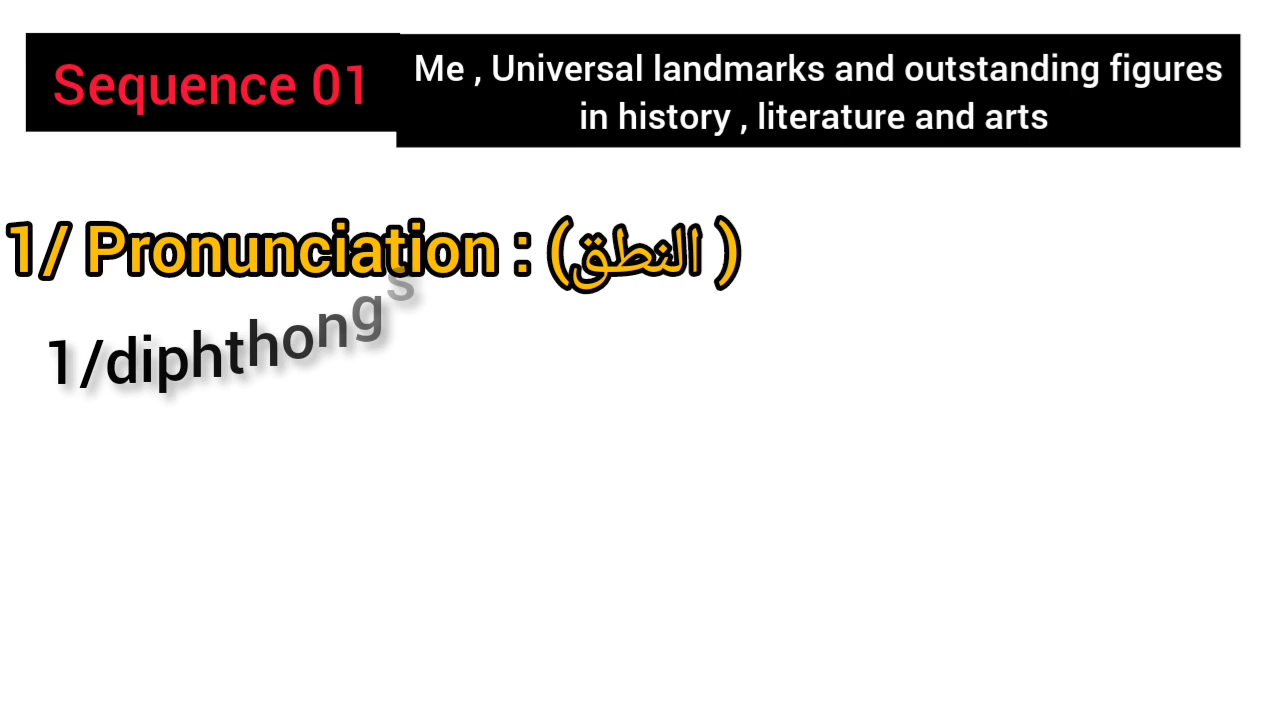 Sequence 01
Me , Universal landmarks and outstanding figures
in history , literature and arts
1/ Pronunciation : (النطق )
1/diphthongs